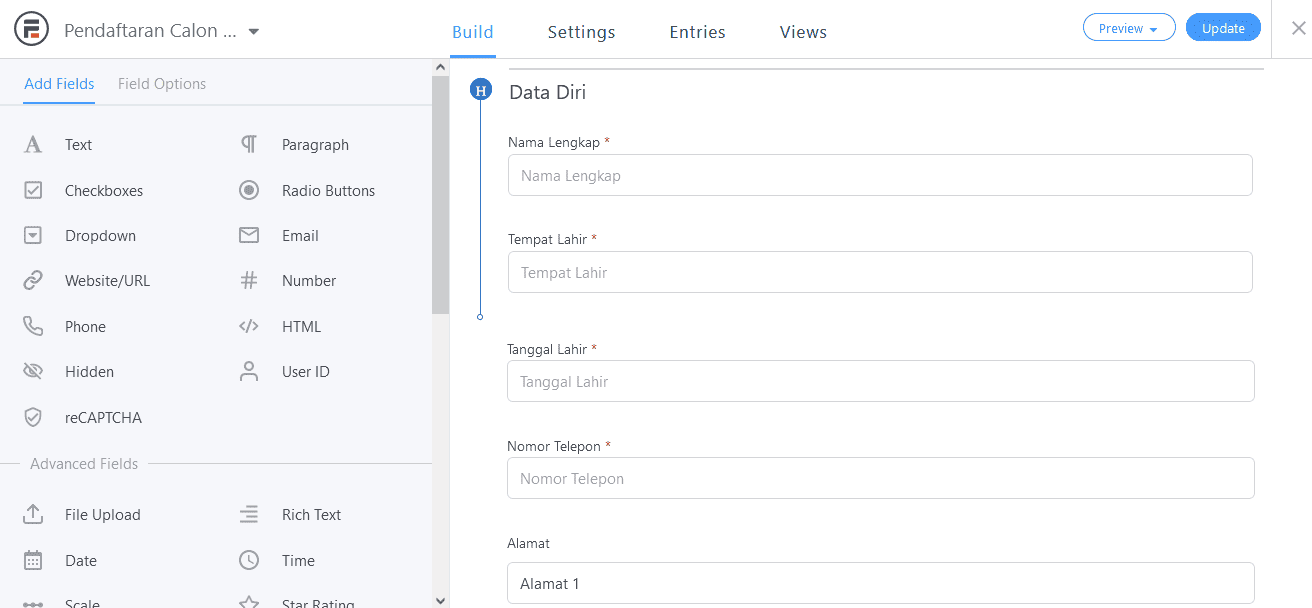 Pendaftaran Calon ...
Build Settings Entries Views
Preview Update
Add Fields Field Options
Text Paragraph
Checkboxes Radio Buttons
Dropdown Email
Website/URL Number
Phone HTML
Hidden User ID
reCAPTCHA
Advanced Fields
File Upload Rich Text
Date Time
Scale Star Rating
H Data Diri
Nama Lengkap *
Nama Lengkap
Tempat Lahir *
Tempat Lahir
Tanggal Lahir *
Tanggal Lahir
Nomor Telepon *
Nomor Telepon
Alamat
Alamat 1